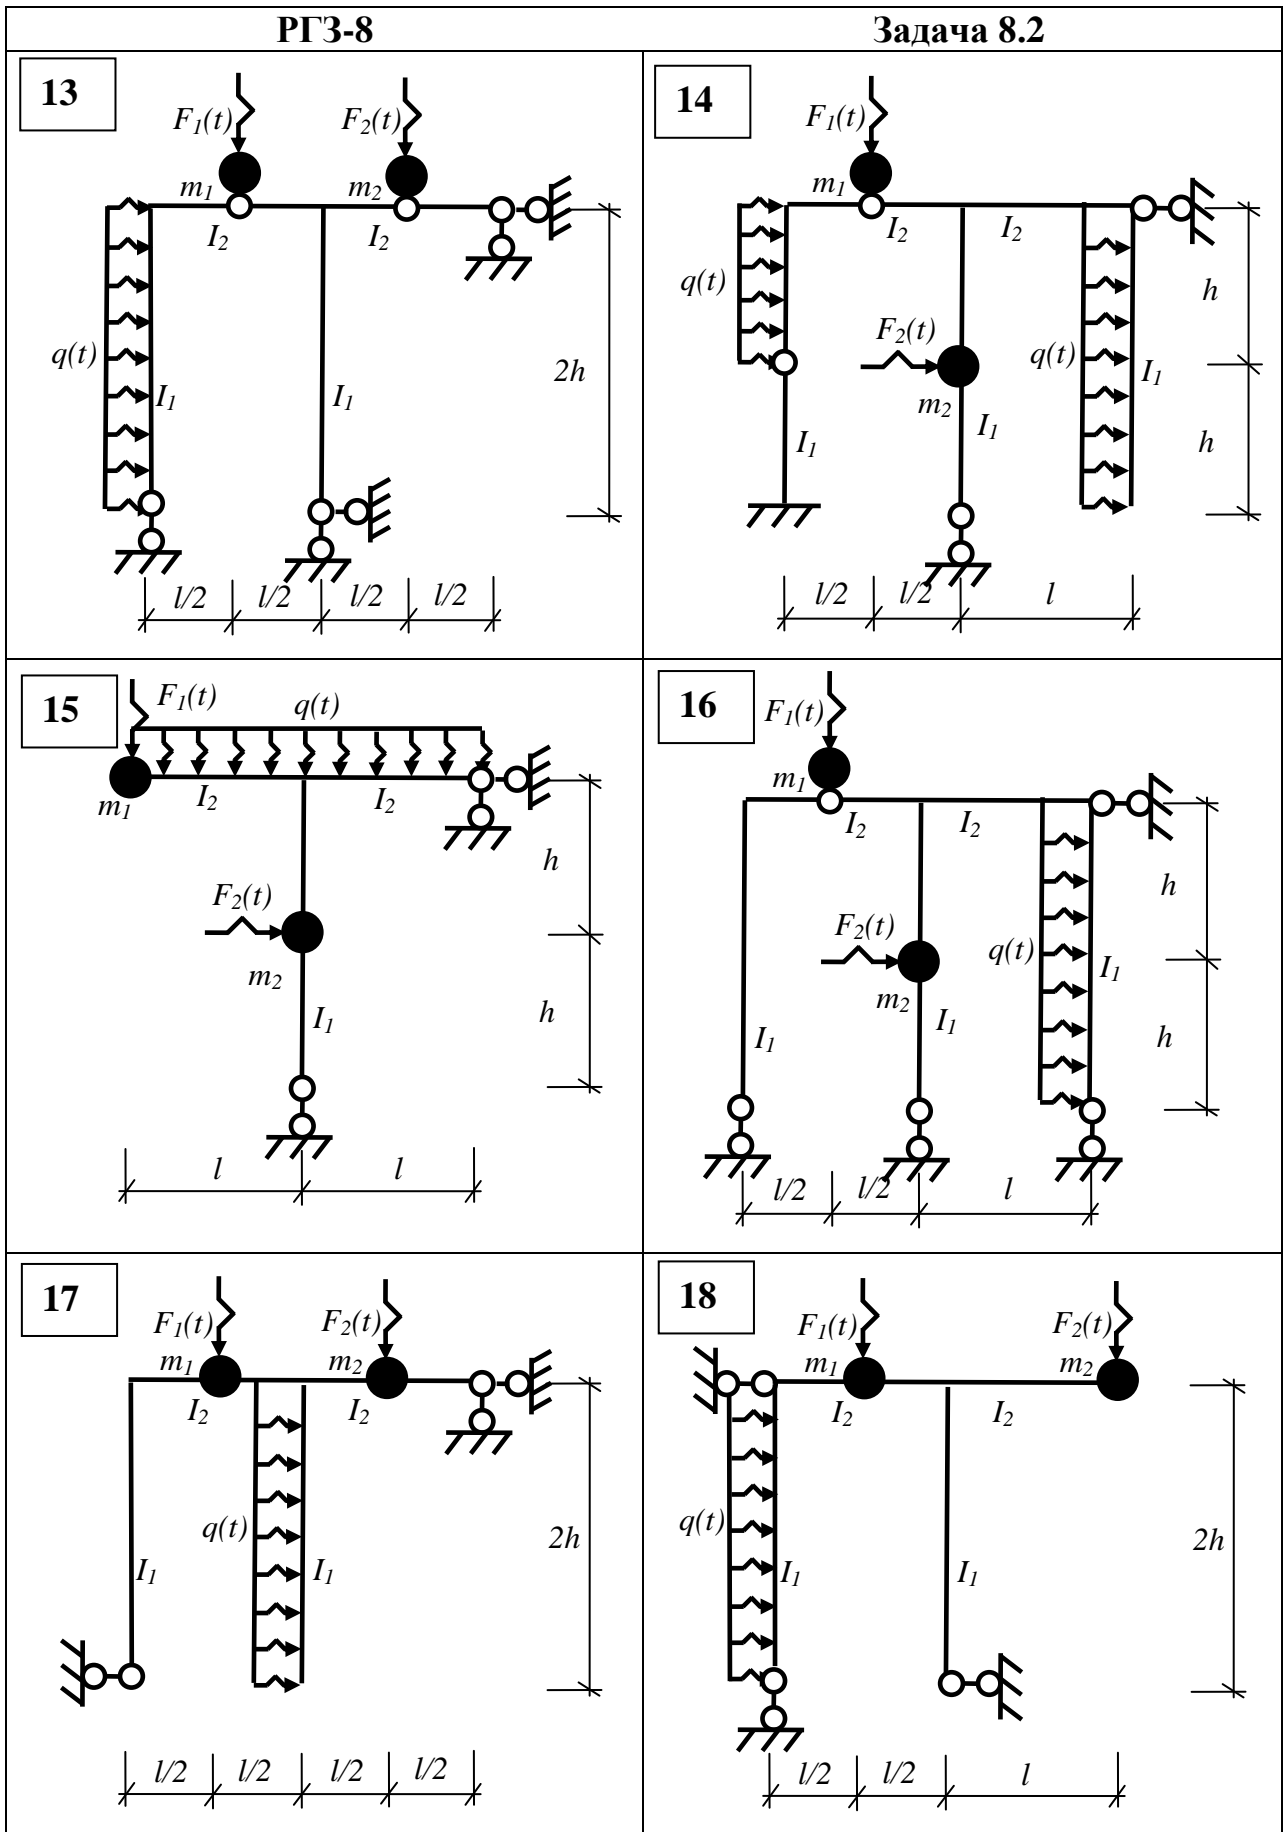 РГЗ-8 Задача 8.2
13
F1(t) F2(t)
m1 m2
I2 I2
q(t)
I1 I1
2h
l/2 l/2 l/2 l/2
14
F1(t)
m1
I2 I2
q(t)
F2(t)
q(t)
h
m2
I1
I1
I1
h
l/2 l/2 l
15
F1(t)
q(t)
m1
I2 I2
h
F2(t)
m2
I1
h
l l
16
F1(t)
m1
I2 I2
h
F2(t)
q(t)
m2
I1
I1
I1
h
l/2 l/2 l
17
F1(t) F2(t)
m1 m2
I2 I2
q(t)
I1 I1
2h
l/2 l/2 l/2 l/2
18
F1(t) F2(t)
m1 m2
I2 I2
q(t)
I1 I1
2h
l/2 l/2 l